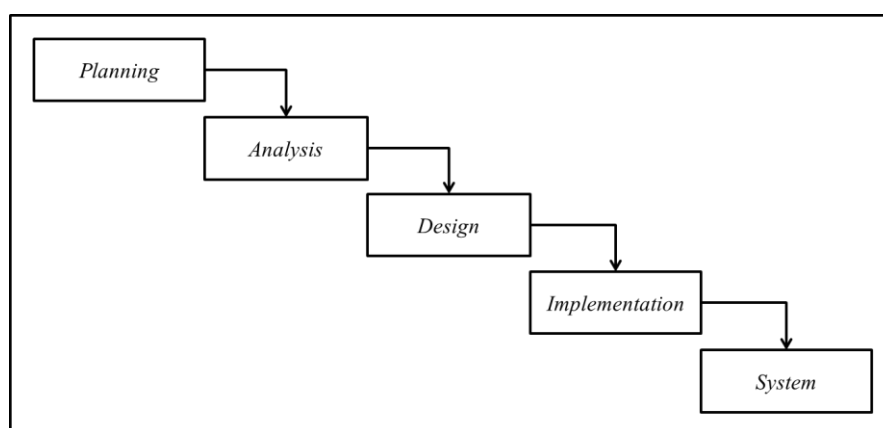 Planning
Analysis
Design
Implementation
System